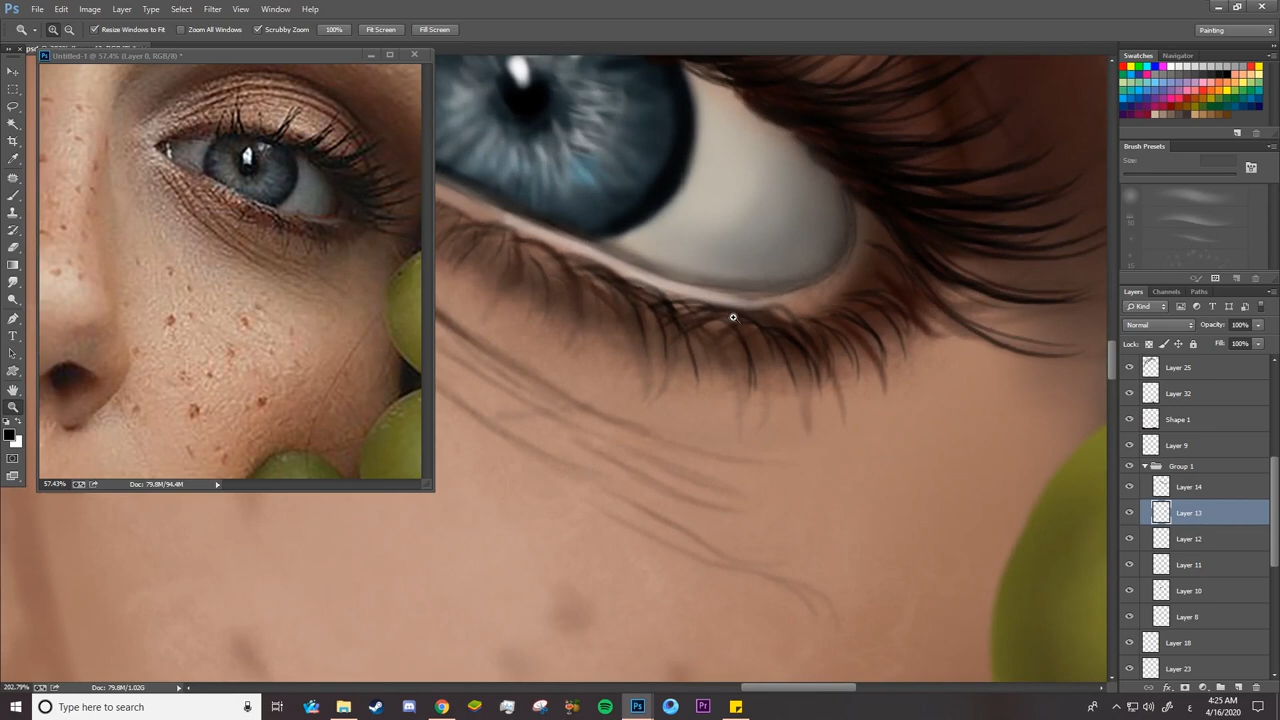 Ps File Edit Image Layer Type Select Filter View Window Help
Resize Windows to Fit Zoom All Windows Scrubby Zoom 100% Fit Screen Fill Screen Painting
Untitled-1 @ 57.4% (Layer 0, RGB/8) *
57.43% Doc: 79.8M/94.4M
Swatches Navigator
Brush Presets
Size:
Layers Channels Paths
Kind
Normal Opacity: 100%
Lock: Fill: 100%
Layer 25
Layer 32
Shape 1
Layer 9
Group 1
Layer 14
Layer 13
Layer 12
Layer 11
Layer 10
Layer 8
Layer 18
Layer 23
202.79% Doc: 79.8M/1.02G
Type here to search
4:25 AM
4/16/2020